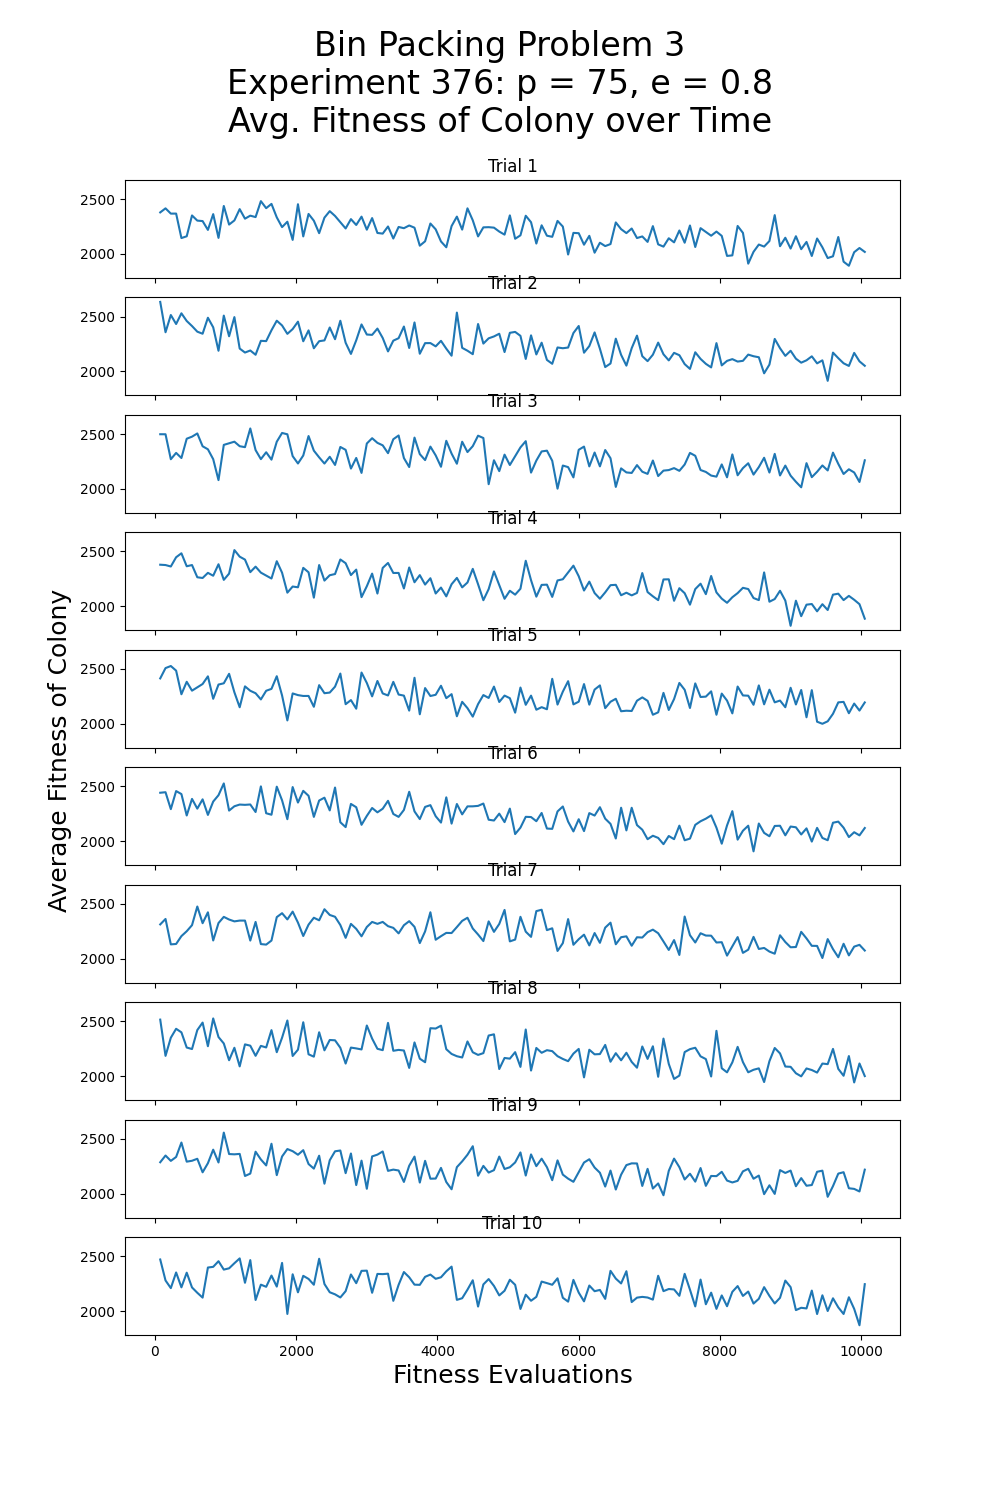 Bin Packing Problem 3
Experiment 376: p = 75, e = 0.8
Avg. Fitness of Colony over Time
Trial 1
2500
2000
Trial 2
2500
2000
Trial 3
2500
2000
Trial 4
2500
2000
Trial 5
2500
2000
Trial 6
2500
2000
Trial 7
2500
2000
Trial 8
2500
2000
Trial 9
2500
2000
Trial 10
2500
2000
0 2000 4000 6000 8000 10000
Fitness Evaluations
Average Fitness of Colony